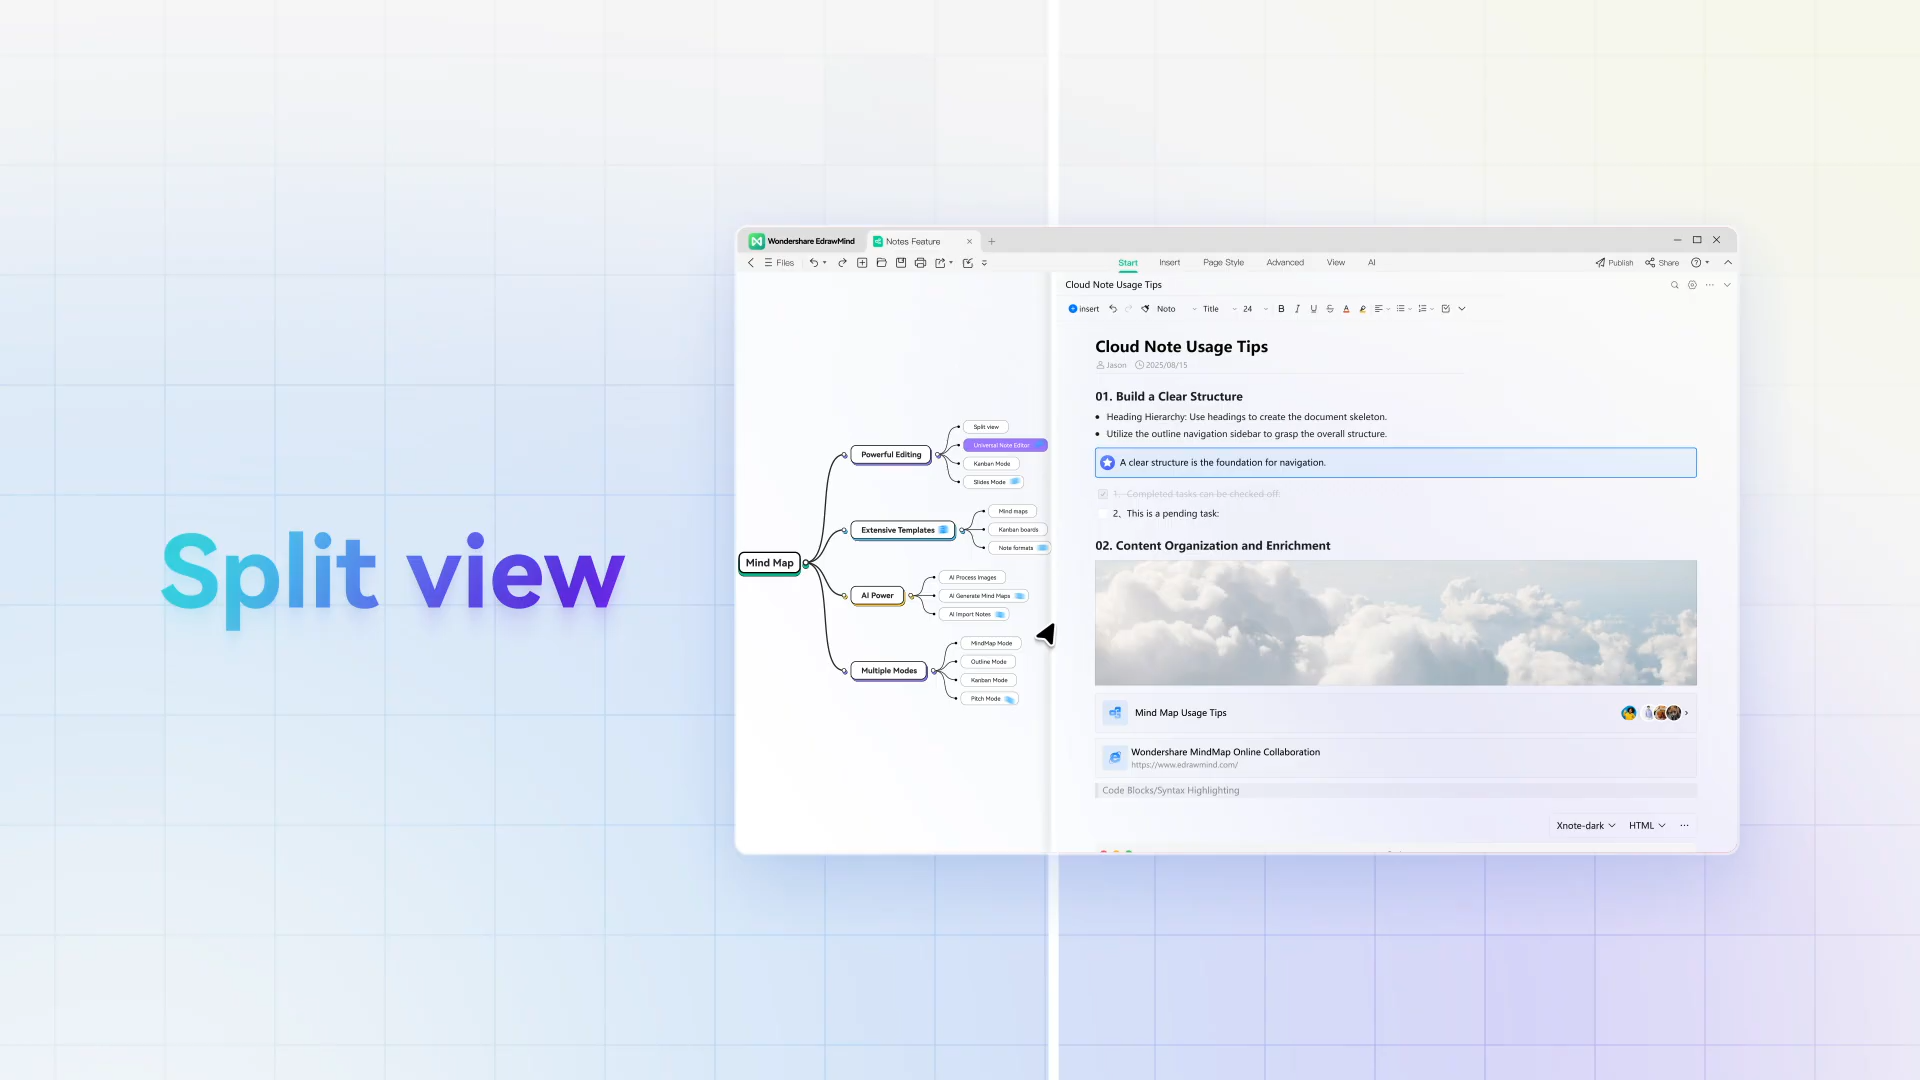 Split view
Wondershare EdrawMind
Notes Feature
Files
Start
Insert
Page Style
Advanced
View
AI
Publish
Share
Mind Map
Powerful Editing
Split view
Universal Note Editor
Kanban Mode
Slides Mode
Extensive Templates
Mind maps
Kanban boards
Note formats
AI Power
AI Process Images
AI Generate Mind Maps
AI Import Notes
Multiple Modes
MindMap Mode
Outline Mode
Kanban Mode
Pitch Mode
Cloud Note Usage Tips
insert
Noto
Title
24
B I U S A
Cloud Note Usage Tips
Jason 2025/08/15
01. Build a Clear Structure
• Heading Hierarchy: Use headings to create the document skeleton.
• Utilize the outline navigation sidebar to grasp the overall structure.
A clear structure is the foundation for navigation.
1、Completed tasks can be checked off:
2、This is a pending task:
02. Content Organization and Enrichment
Mind Map Usage Tips
Wondershare MindMap Online Collaboration
https://www.edrawmind.com/
Code Blocks/Syntax Highlighting
Xnote-dark
HTML